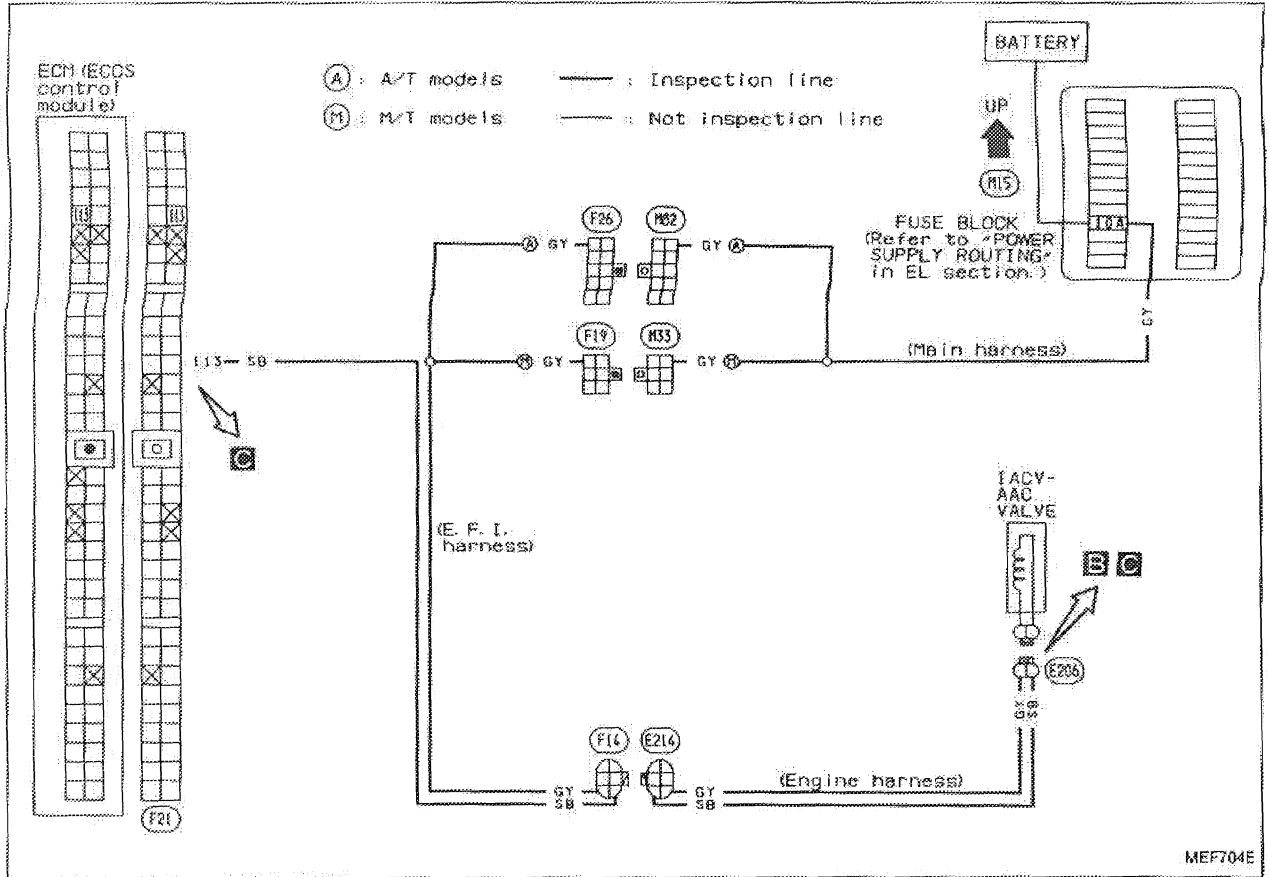 ECM (ECCS
control
module)
A : A/T models
M : M/T models
: Inspection line
: Not inspection line
BATTERY
UP
M15
10A
FUSE BLOCK
(Refer to "POWER
SUPPLY ROUTING"
in EL section.)
GY
113
113
F26
M82
A GY
GY A
F19
M33
M GY
GY M
(Main harness)
113 SB
C
(E. F. I.
harness)
IACV-
AAC
VALVE
B C
E206
GY
SB
F14
E214
GY
SB
GY
SB
(Engine harness)
F21
MEF704E